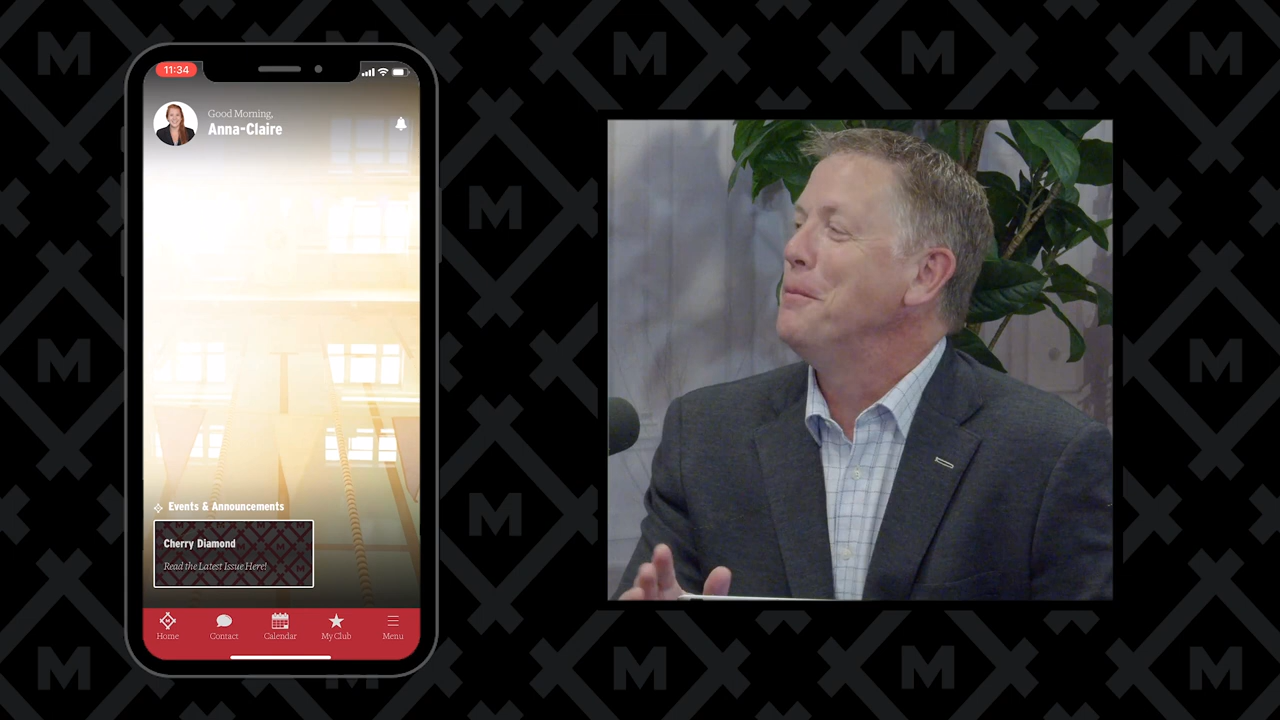 11:34
Good Morning,
Anna-Claire
Events & Announcements
Cherry Diamond
Read the Latest Issue Here!
Home
Contact
Calendar
My Club
Menu
M
M
M
M
M
M
M
M
M
M